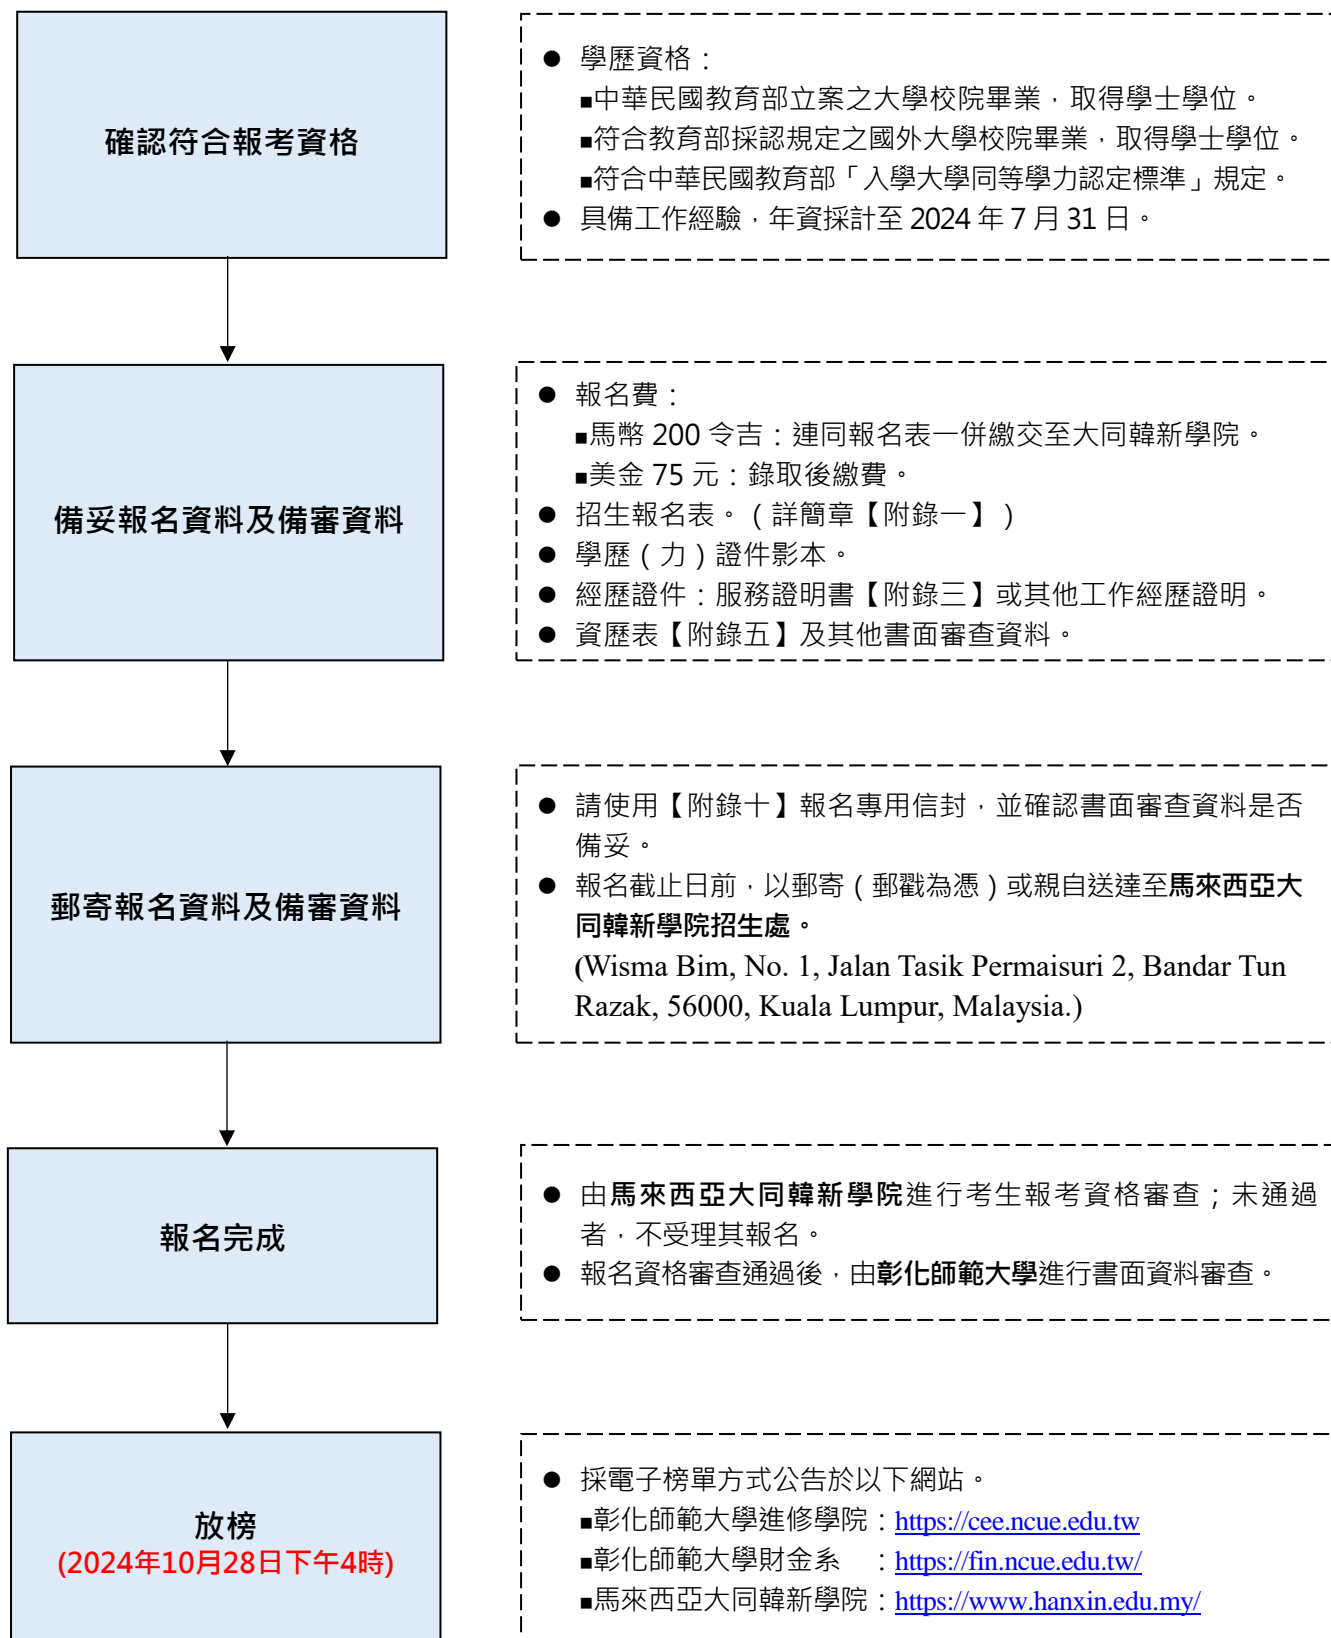 確認符合報考資格
● 學歷資格：
■中華民國教育部立案之大學校院畢業，取得學士學位。
■符合教育部採認規定之國外大學校院畢業，取得學士學位。
■符合中華民國教育部「入學大學同等學力認定標準」規定。
● 具備工作經驗，年資採計至 2024 年 7 月 31 日。
備妥報名資料及備審資料
● 報名費：
■馬幣 200 令吉：連同報名表一併繳交至大同韓新學院。
■美金 75 元：錄取後繳費。
● 招生報名表。（詳簡章【附錄一】）
● 學歷（力）證件影本。
● 經歷證件：服務證明書【附錄三】或其他工作經歷證明。
● 資歷表【附錄五】及其他書面審查資料。
郵寄報名資料及備審資料
● 請使用【附錄十】報名專用信封，並確認書面審查資料是否
備妥。
● 報名截止日前，以郵寄（郵戳為憑）或親自送達至馬來西亞大
同韓新學院招生處。
(Wisma Bim, No. 1, Jalan Tasik Permaisuri 2, Bandar Tun
Razak, 56000, Kuala Lumpur, Malaysia.)
報名完成
● 由馬來西亞大同韓新學院進行考生報考資格審查；未通過
者，不受理其報名。
● 報名資格審查通過後，由彰化師範大學進行書面資料審查。
放榜
(2024年10月28日下午4時)
● 採電子榜單方式公告於以下網站。
■彰化師範大學進修學院：https://cee.ncue.edu.tw
■彰化師範大學財金系　：https://fin.ncue.edu.tw/
■馬來西亞大同韓新學院：https://www.hanxin.edu.my/